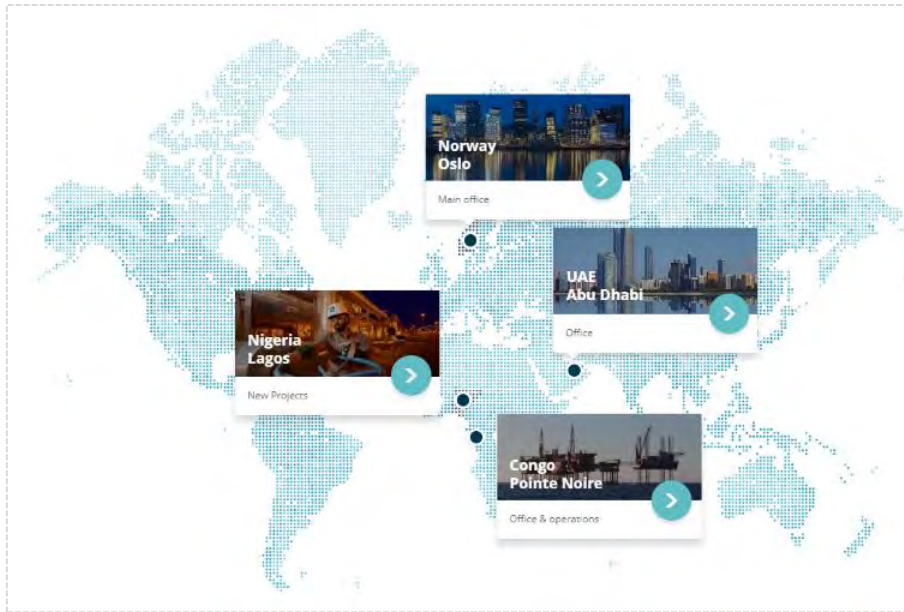 Norway
Oslo
Main office
UAE
Abu Dhabi
Office
Nigeria
Lagos
New Projects
Congo
Pointe Noire
Office & operations